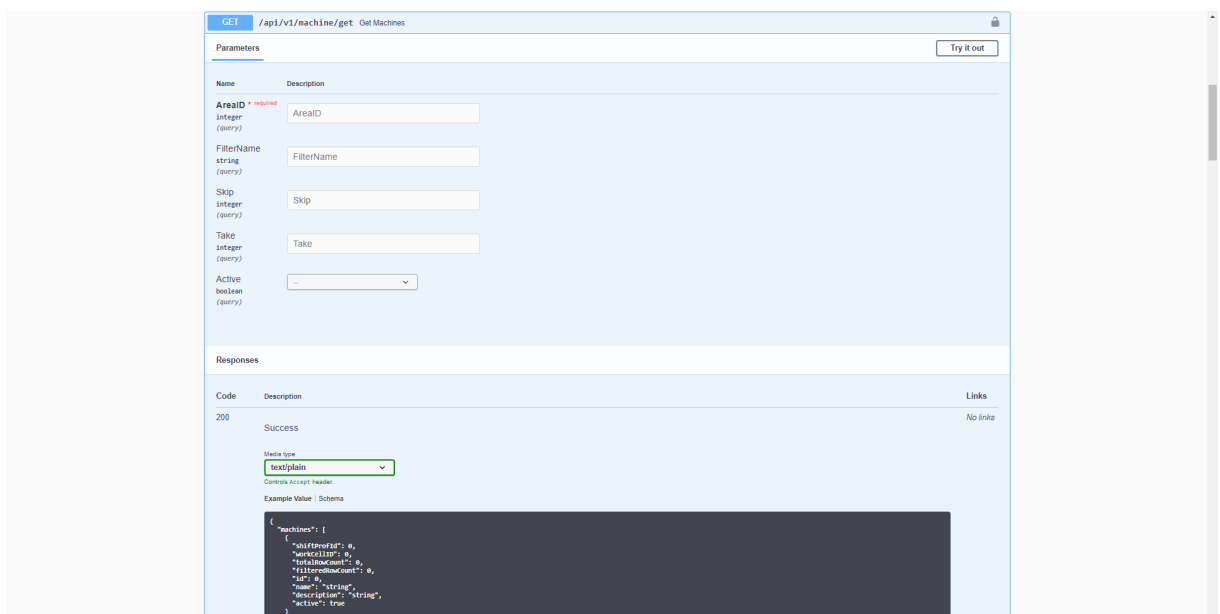 GET /api/v1/machine/get Get Machines
Parameters
Try it out
Name Description
AreaID * required
integer
(query)
AreaID
FilterName
string
(query)
FilterName
Skip
integer
(query)
Skip
Take
integer
(query)
Take
Active
boolean
(query)
--
Responses
Code Description Links
200 Success No links
Media type
text/plain
Controls Accept header.
Example Value | Schema
{
"machines": [
{
"shiftProfId": 0,
"workCellID": 0,
"totalRowCount": 0,
"filteredRowCount": 0,
"id": 0,
"name": "string",
"description": "string",
"active": true
}